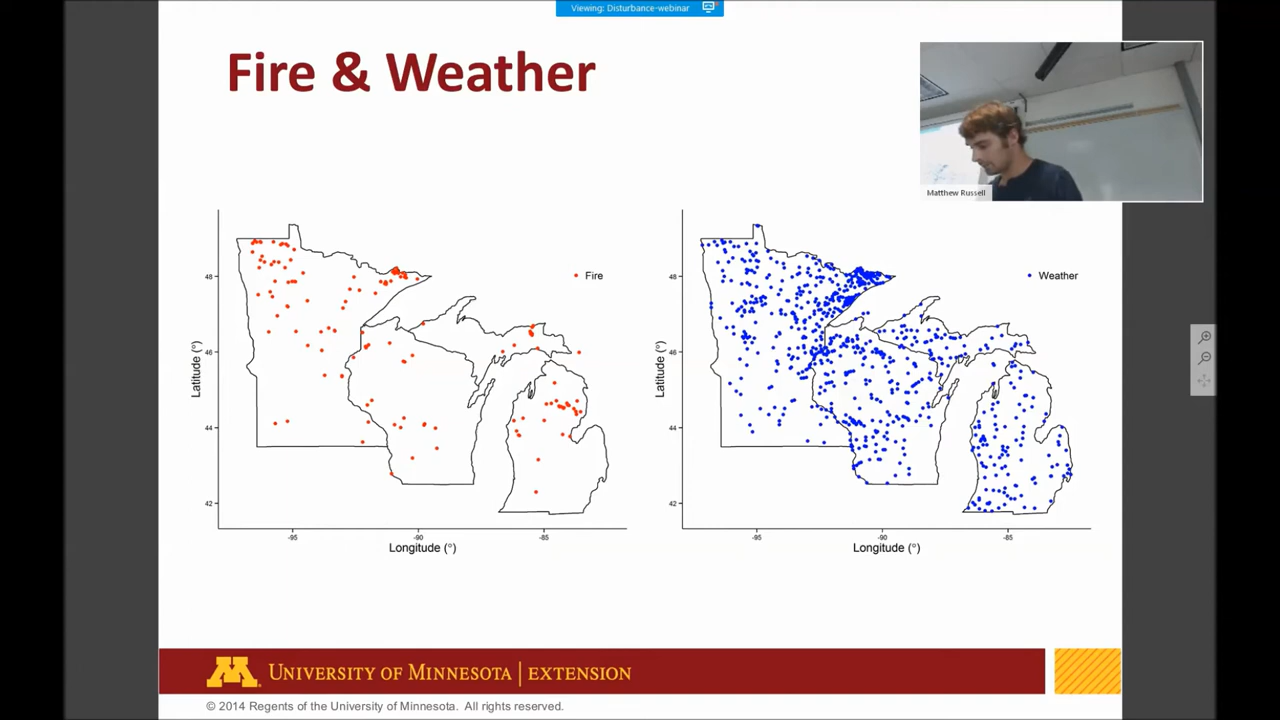 Viewing: Disturbance-webinar
Fire & Weather
Matthew Russell
Fire
Weather
48
46
44
42
Latitude (°)
-95
-90
-85
Longitude (°)
48
46
44
42
Latitude (°)
-95
-90
-85
Longitude (°)
M UNIVERSITY OF MINNESOTA | EXTENSION
© 2014 Regents of the University of Minnesota. All rights reserved.